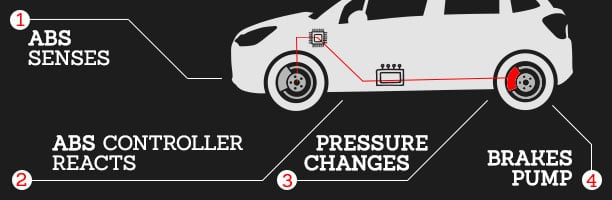 1
ABS
SENSES
ABS CONTROLLER
REACTS
2
PRESSURE
CHANGES
3
BRAKES
PUMP
4